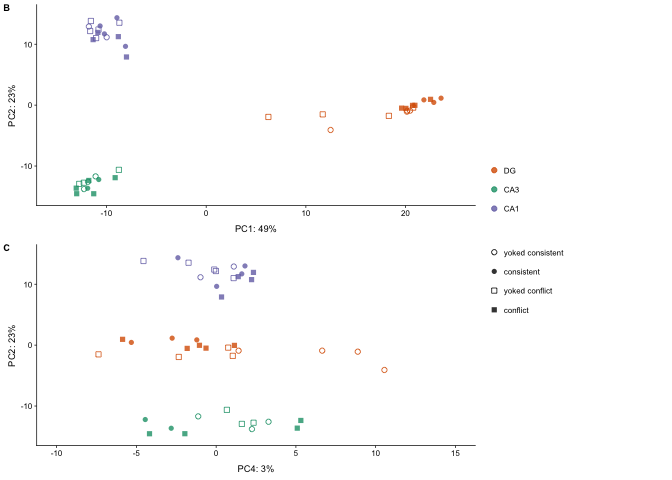 B
PC2: 23%
10
0
-10
-10
0
10
20
PC1: 49%
DG
CA3
CA1
C
PC2: 23%
10
0
-10
-10
-5
0
5
10
15
PC4: 3%
yoked consistent
consistent
yoked conflict
conflict